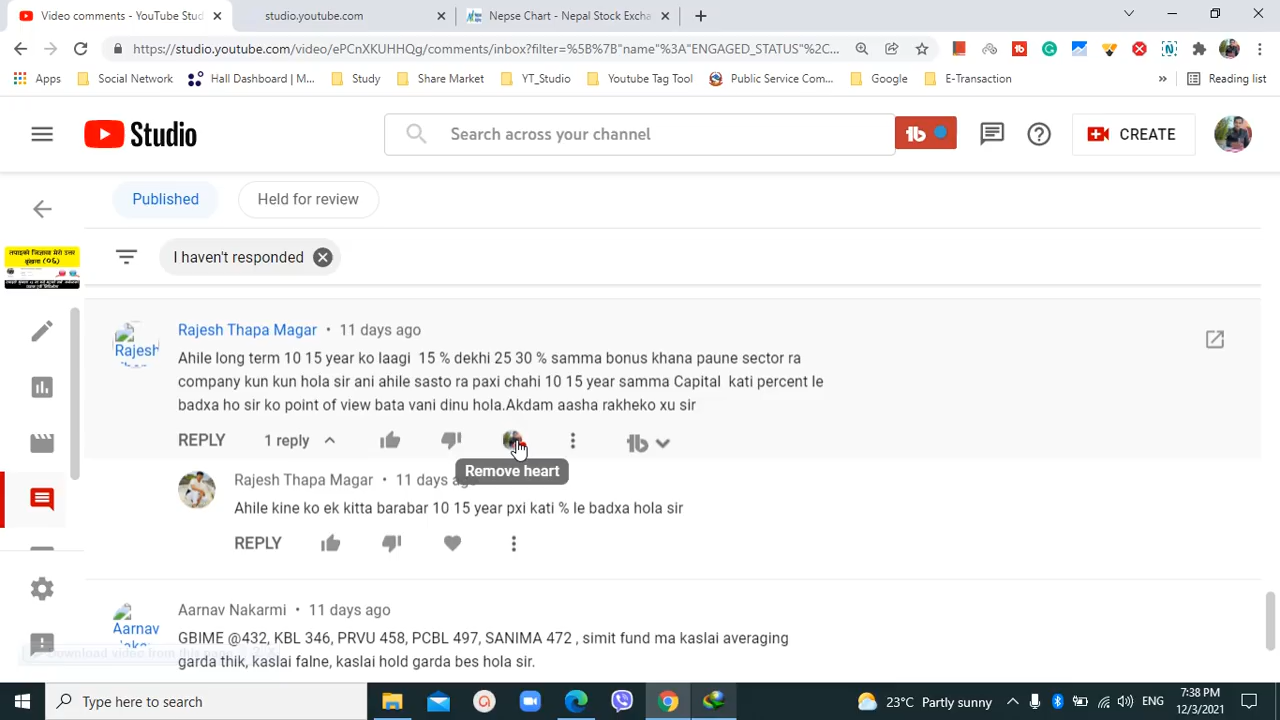 Video comments - YouTube Stud
studio.youtube.com
Nepse Chart - Nepal Stock Excha
https://studio.youtube.com/video/ePCnXKUHHQg/comments/inbox?filter=%5B%7B"name"%3A"ENGAGED_STATUS"%2C...
Apps
Social Network
Hall Dashboard | M...
Study
Share Market
YT_Studio
Youtube Tag Tool
Public Service Com...
Google
E-Transaction
»
Reading list
Studio
Search across your channel
CREATE
Published
Held for review
I haven't responded
Rajesh Thapa Magar • 11 days ago
Rajesh
Ahile long term 10 15 year ko laagi 15 % dekhi 25 30 % samma bonus khana paune sector ra
company kun kun hola sir ani ahile sasto ra paxi chahi 10 15 year samma Capital kati percent le
badxa ho sir ko point of view bata vani dinu hola.Akdam aasha rakheko xu sir
REPLY
1 reply
Remove heart
Rajesh Thapa Magar • 11 days
Ahile kine ko ek kitta barabar 10 15 year pxi kati % le badxa hola sir
REPLY
Aarnav Nakarmi • 11 days ago
Aarnav
GBIME @432, KBL 346, PRVU 458, PCBL 497, SANIMA 472 , simit fund ma kaslai averaging
garda thik, kaslai falne, kaslai hold garda bes hola sir.
Download video from this page
Type here to search
23°C Partly sunny
ENG
7:38 PM
12/3/2021